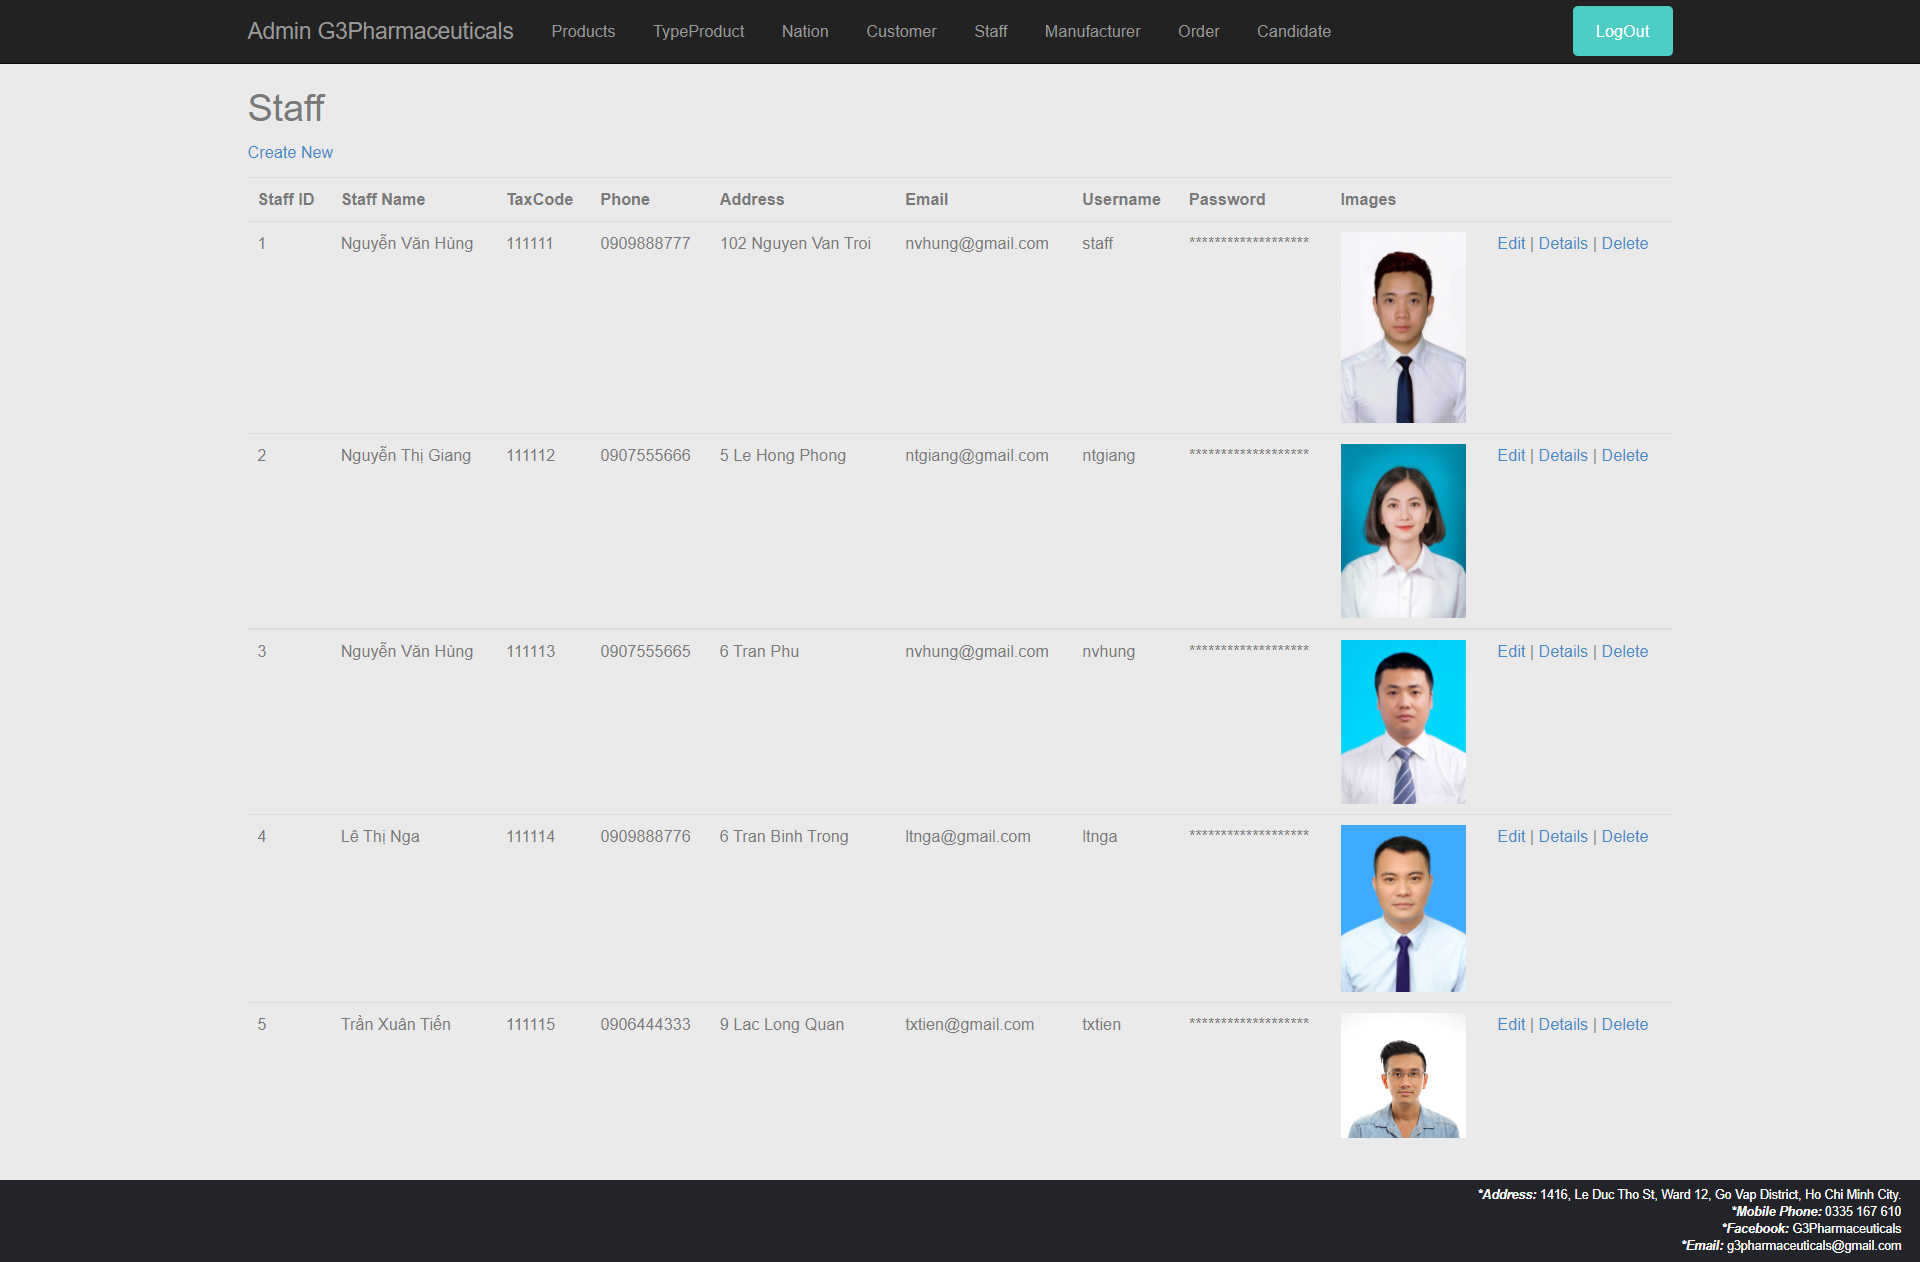 Admin G3Pharmaceuticals Products TypeProduct Nation Customer Staff Manufacturer Order Candidate LogOut
Staff
Create New
Staff ID Staff Name TaxCode Phone Address Email Username Password Images
1 Nguyễn Văn Hùng 111111 0909888777 102 Nguyen Van Troi nvhung@gmail.com staff ******************* Edit | Details | Delete
2 Nguyễn Thị Giang 111112 0907555666 5 Le Hong Phong ntgiang@gmail.com ntgiang ******************* Edit | Details | Delete
3 Nguyễn Văn Hùng 111113 0907555665 6 Tran Phu nvhung@gmail.com nvhung ******************* Edit | Details | Delete
4 Lê Thị Nga 111114 0909888776 6 Tran Binh Trong ltnga@gmail.com ltnga ******************* Edit | Details | Delete
5 Trần Xuân Tiến 111115 0906444333 9 Lac Long Quan txtien@gmail.com txtien ******************* Edit | Details | Delete
*Address: 1416, Le Duc Tho St, Ward 12, Go Vap District, Ho Chi Minh City.
*Mobile Phone: 0335 167 610
*Facebook: G3Pharmaceuticals
*Email: g3pharmaceuticals@gmail.com